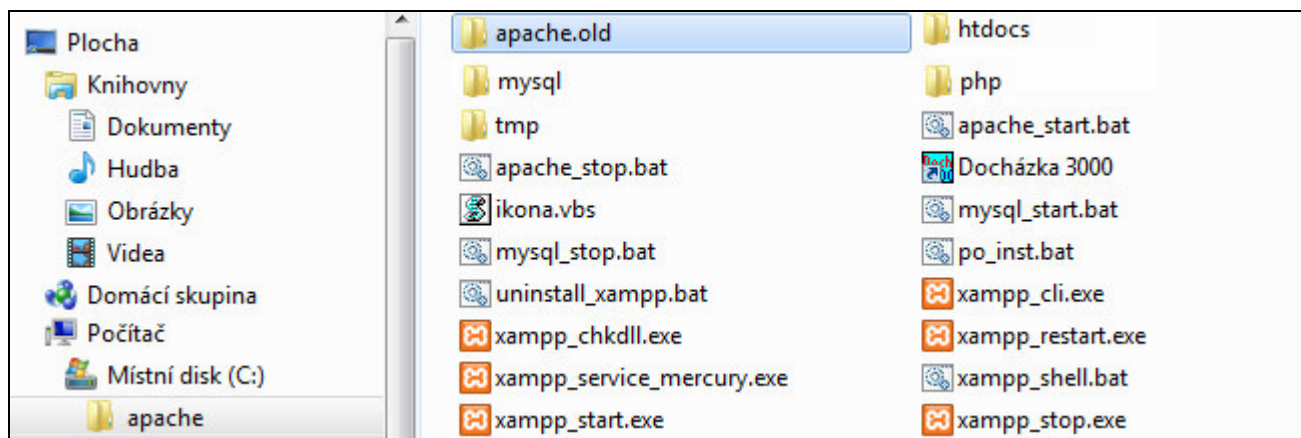 Plocha
Knihovny
Dokumenty
Hudba
Obrázky
Videa
Domácí skupina
Počítač
Místní disk (C:)
apache
apache.old htdocs
mysql php
tmp apache_start.bat
apache_stop.bat Docházka 3000
ikona.vbs mysql_start.bat
mysql_stop.bat po_inst.bat
uninstall_xampp.bat xampp_cli.exe
xampp_chkdll.exe xampp_restart.exe
xampp_service_mercury.exe xampp_shell.bat
xampp_start.exe xampp_stop.exe